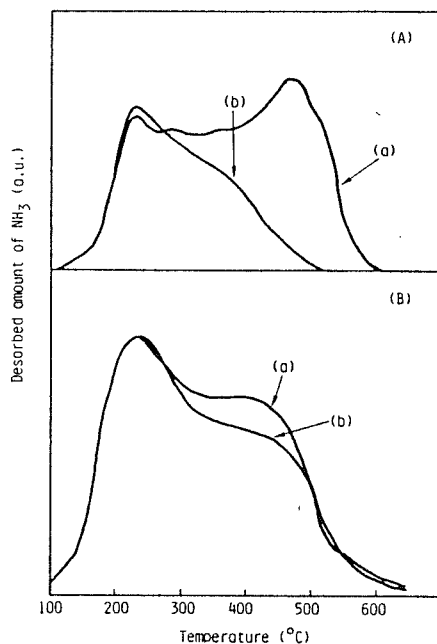 (A)
(b)
(a)
Desorbed amount of NH3 (a.u.)
(B)
(a)
(b)
100 200 300 400 500 600
Temperature (°C)